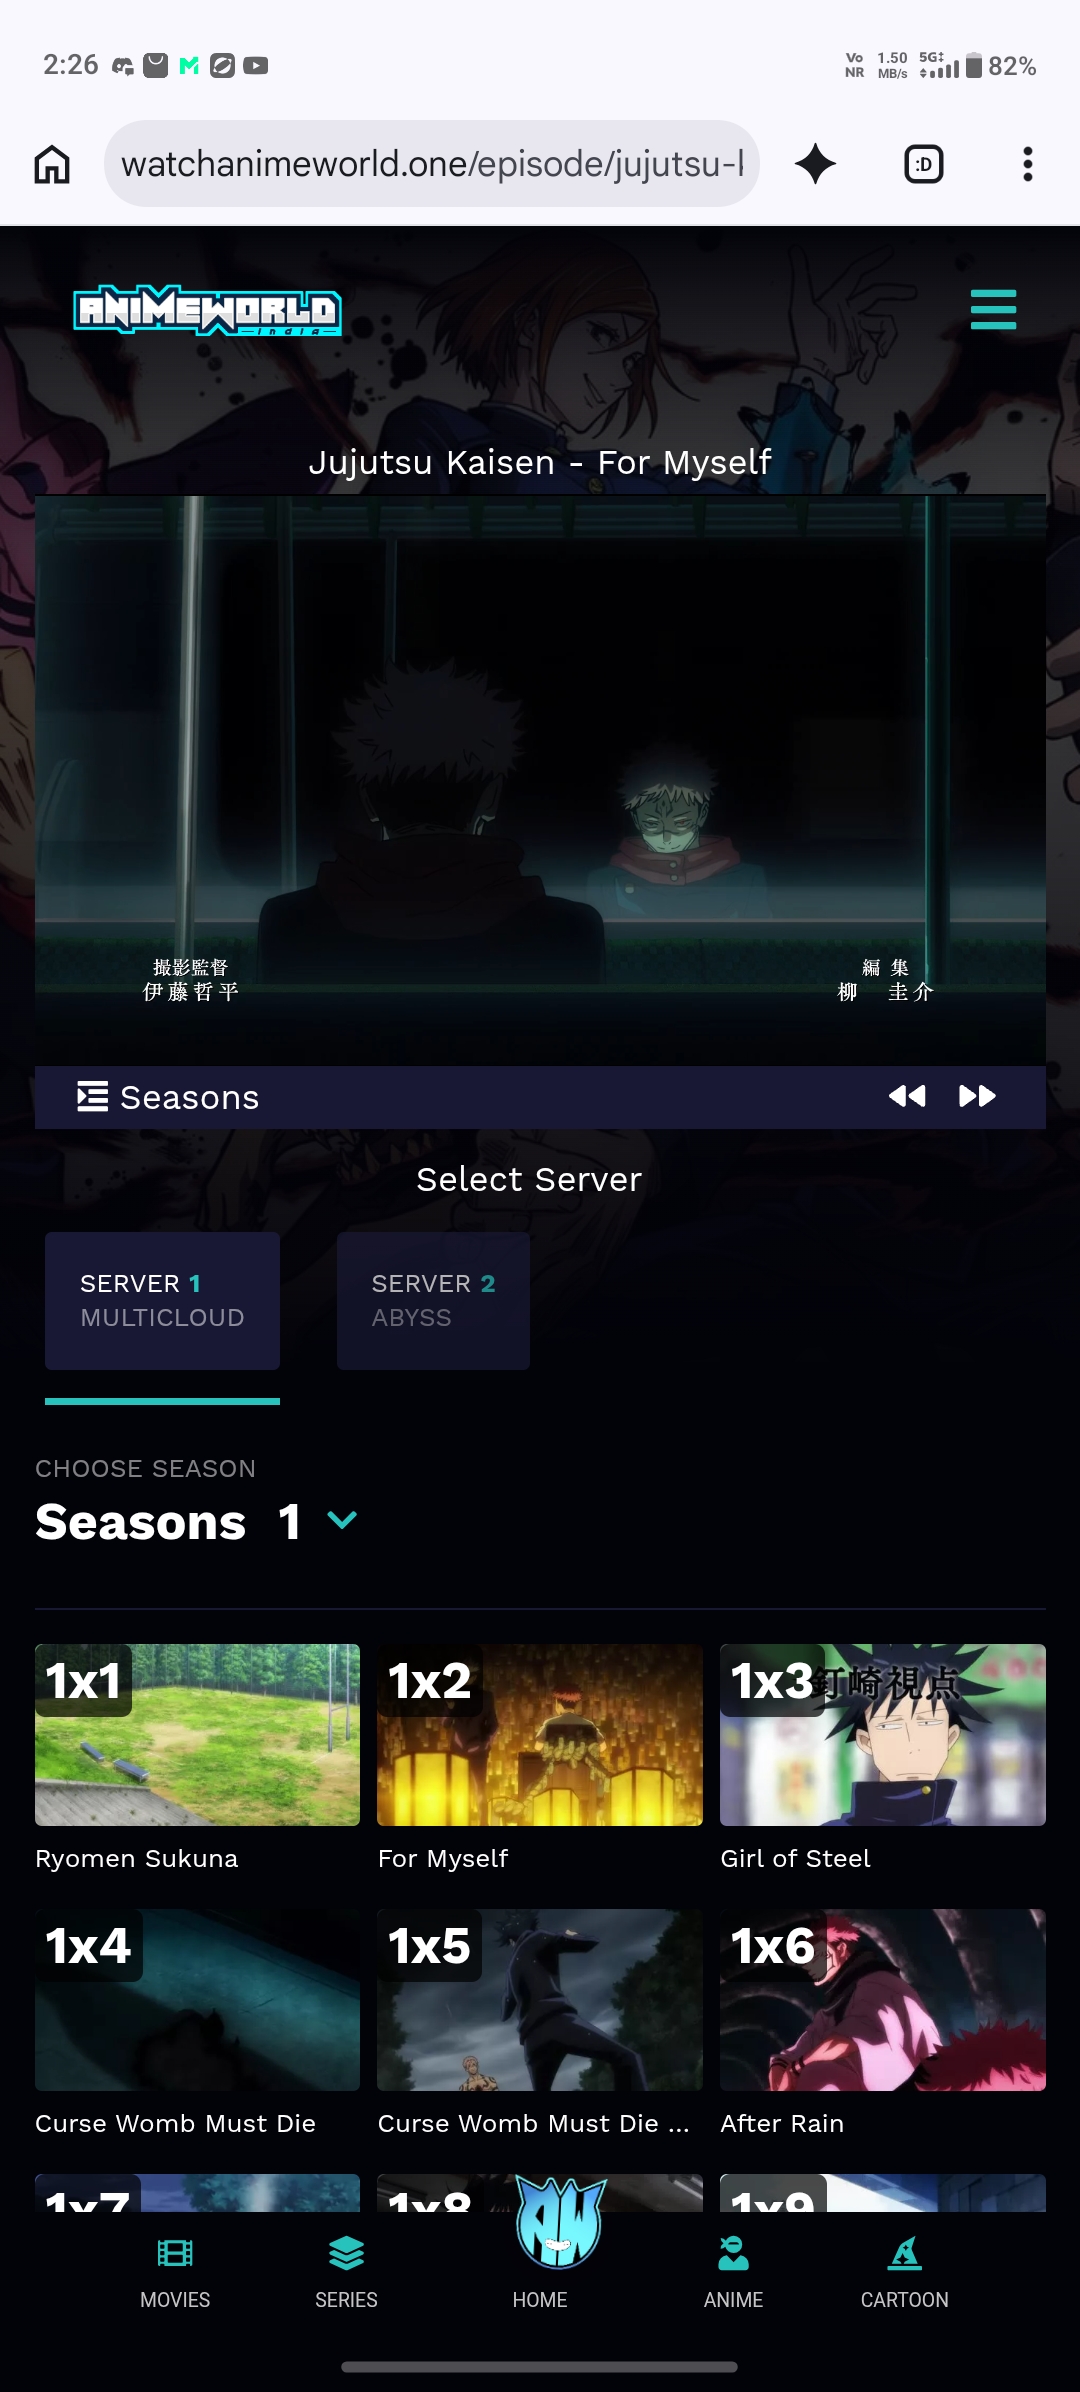 2:26
Vo NR 1.50 MB/s 5G 82%
watchanimeworld.one/episode/jujutsu-
:D
ANIMEWORLD
india
Jujutsu Kaisen - For Myself
撮影監督
伊藤哲平
編集
柳 圭介
Seasons
Select Server
SERVER 1
MULTICLOUD
SERVER 2
ABYSS
CHOOSE SEASON
Seasons 1
1x1
1x2
1x3
釘崎視点
Ryomen Sukuna
For Myself
Girl of Steel
1x4
1x5
1x6
Curse Womb Must Die
Curse Womb Must Die ...
After Rain
1x7
1x8
1x9
AW
MOVIES
SERIES
HOME
ANIME
CARTOON